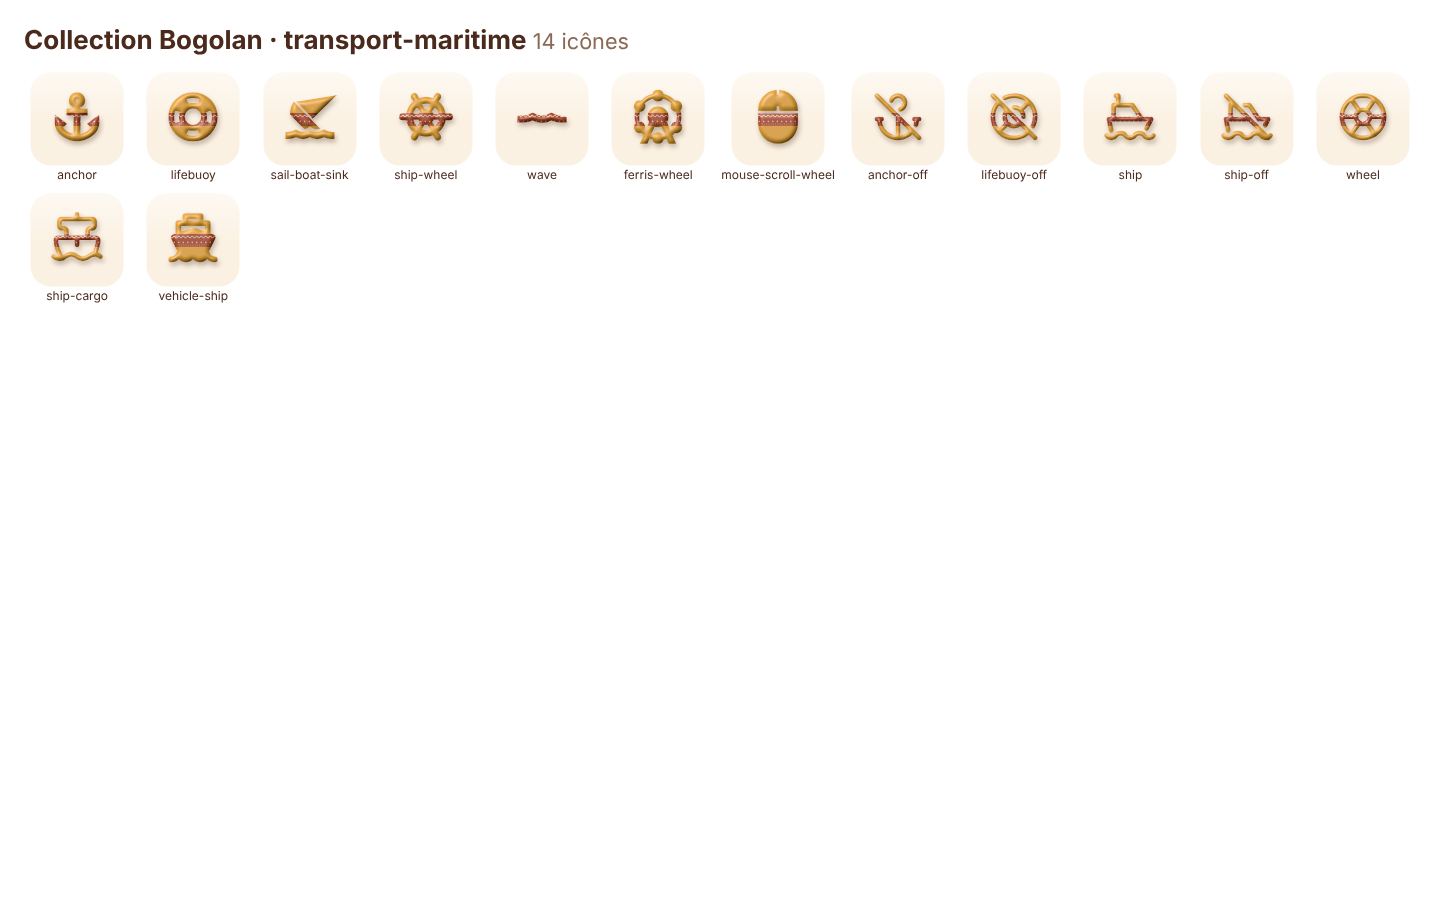 Collection Bogolan · transport-maritime 14 icônes
anchor lifebuoy sail-boat-sink ship-wheel wave ferris-wheel mouse-scroll-wheel anchor-off lifebuoy-off ship ship-off wheel
ship-cargo vehicle-ship